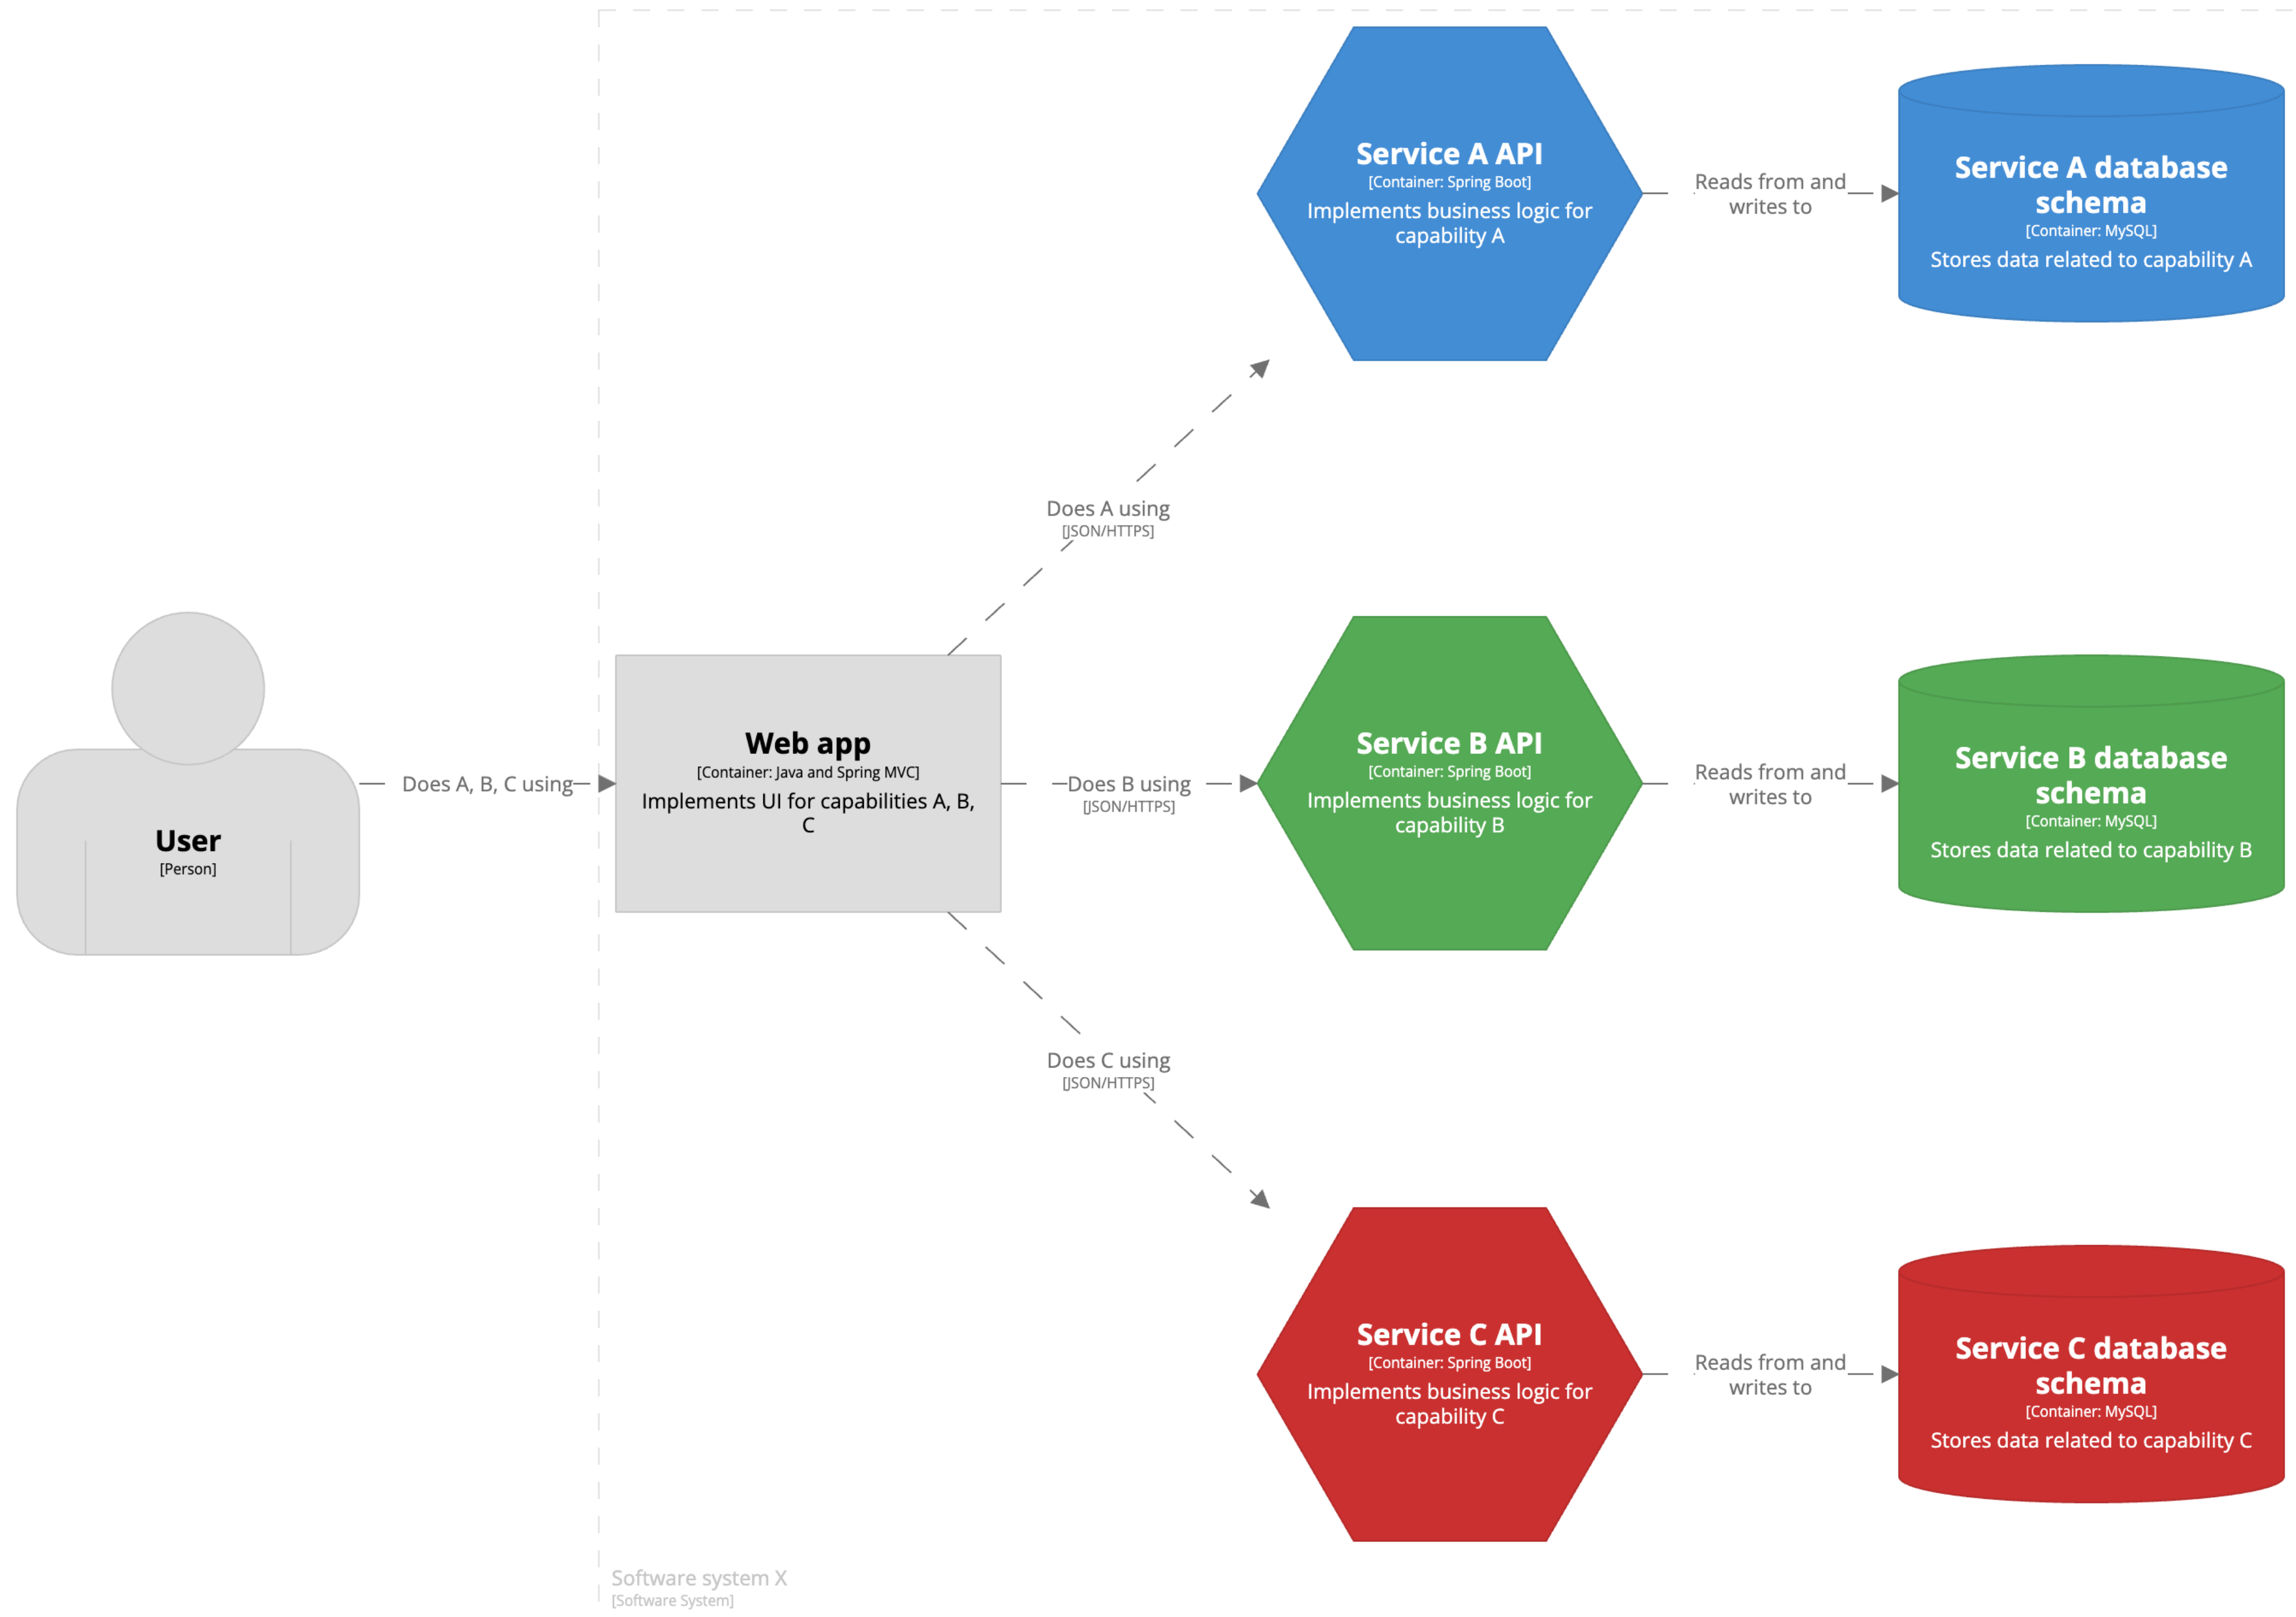 Service A API
[Container: Spring Boot]
Implements business logic for
capability A
Reads from and
writes to
Service A database
schema
[Container: MySQL]
Stores data related to capability A
Does A using
[JSON/HTTPS]
User
[Person]
Does A, B, C using
Web app
[Container: Java and Spring MVC]
Implements UI for capabilities A, B,
C
Does B using
[JSON/HTTPS]
Service B API
[Container: Spring Boot]
Implements business logic for
capability B
Reads from and
writes to
Service B database
schema
[Container: MySQL]
Stores data related to capability B
Does C using
[JSON/HTTPS]
Service C API
[Container: Spring Boot]
Implements business logic for
capability C
Reads from and
writes to
Service C database
schema
[Container: MySQL]
Stores data related to capability C
Software system X
[Software System]